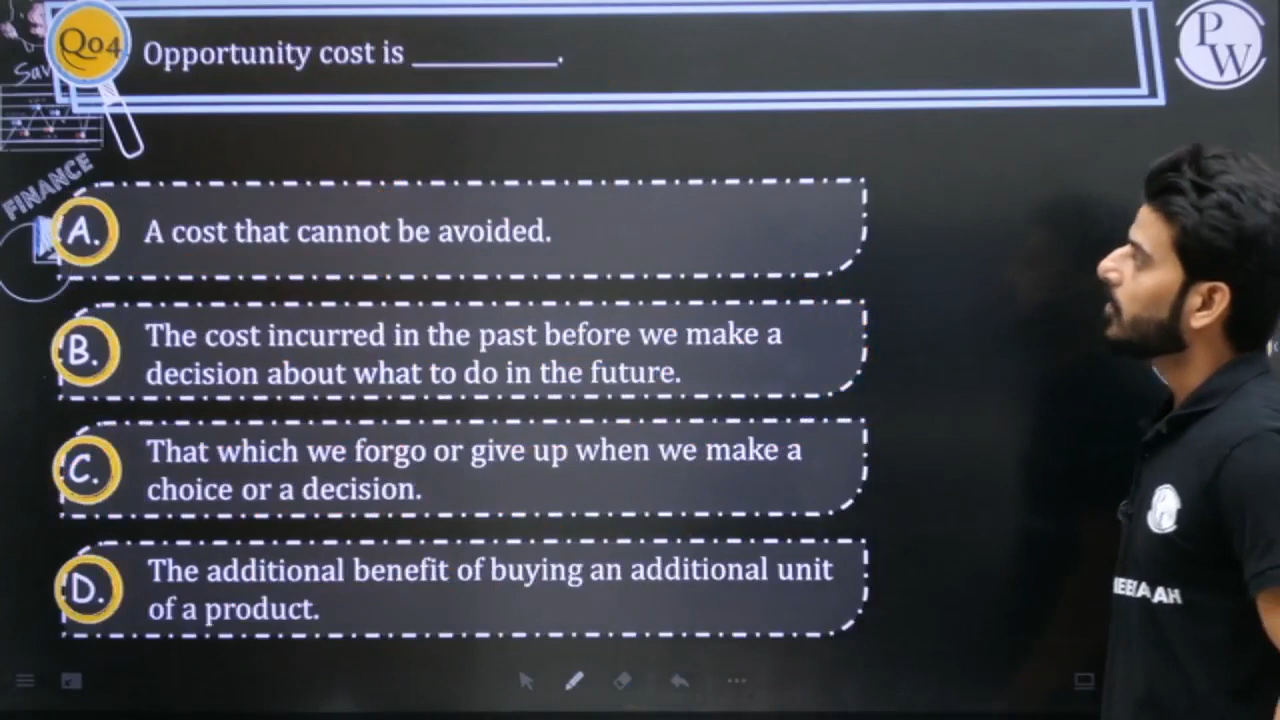 Q04
Opportunity cost is __________.
PW
Sav
FINANCE
A. A cost that cannot be avoided.
B. The cost incurred in the past before we make a
decision about what to do in the future.
C. That which we forgo or give up when we make a
choice or a decision.
D. The additional benefit of buying an additional unit
of a product.